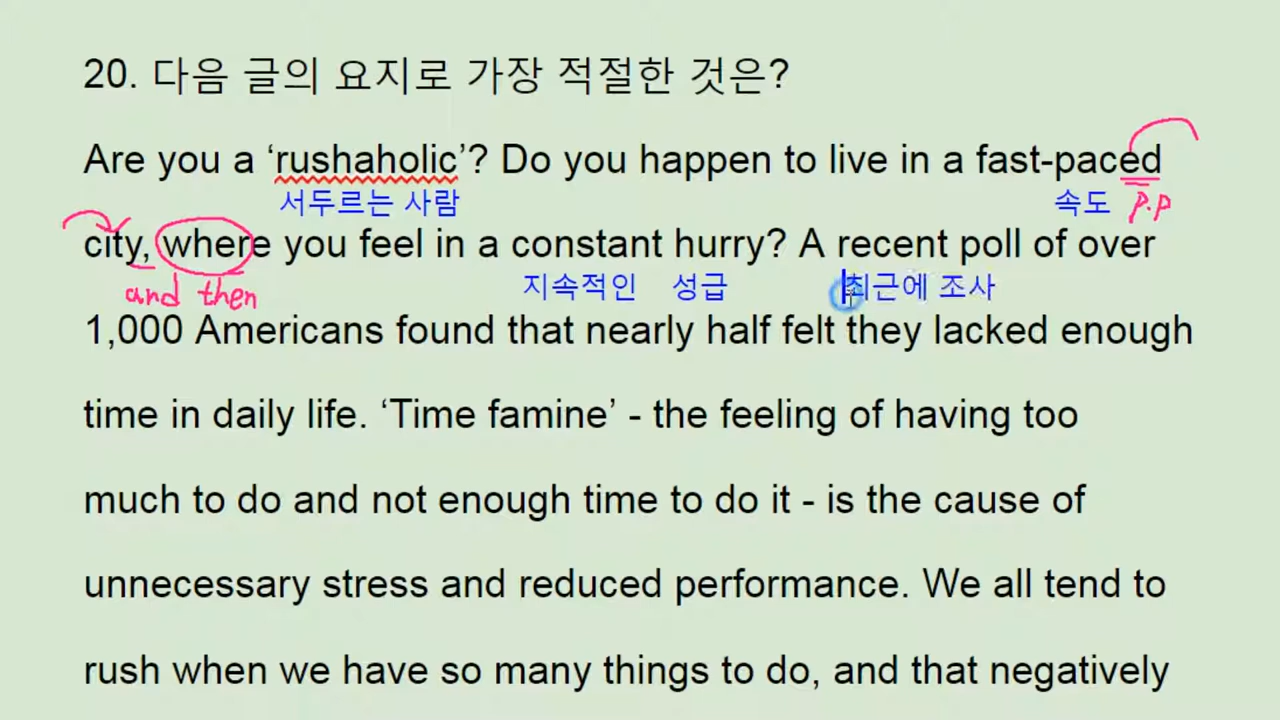 20. 다음 글의 요지로 가장 적절한 것은?
Are you a ‘rushaholic’? Do you happen to live in a fast-paced
서두르는 사람 속도 p.p
city, where you feel in a constant hurry? A recent poll of over
and then 지속적인 성급 최근에 조사
1,000 Americans found that nearly half felt they lacked enough
time in daily life. ‘Time famine’ - the feeling of having too
much to do and not enough time to do it - is the cause of
unnecessary stress and reduced performance. We all tend to
rush when we have so many things to do, and that negatively